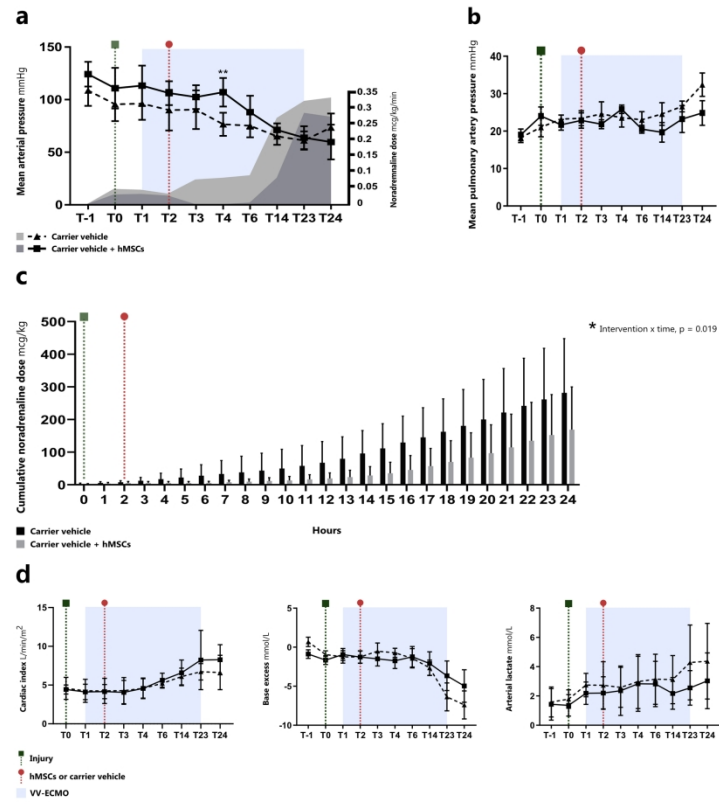 a
Mean arterial pressure mmHg
150
100
50
0
**
0.35
0.3
0.25
0.2
0.15
0.1
0.05
0
Noradrenaline dose mcg/kg/min
T-1 T0 T1 T2 T3 T4 T6 T14 T23 T24
Carrier vehicle
Carrier vehicle + hMSCs
b
Mean pulmonary artery pressure mmHg
40
30
20
10
0
T-1 T0 T1 T2 T3 T4 T6 T14 T23 T24
c
Cumulative noradrenaline dose mcg/kg
500
400
300
200
100
0
* Intervention x time, p = 0.019
0 1 2 3 4 5 6 7 8 9 10 11 12 13 14 15 16 17 18 19 20 21 22 23 24
Hours
Carrier vehicle
Carrier vehicle + hMSCs
d
Cardiac index L/min/m²
15
10
5
0
T0 T1 T2 T3 T4 T6 T14 T23 T24
Base excess mmol/L
5
0
-5
-10
T-1 T0 T1 T2 T3 T4 T6 T14 T23 T24
Arterial lactate mmol/L
8
6
4
2
0
T-1 T0 T1 T2 T3 T4 T6 T14 T23 T24
Injury
hMSCs or carrier vehicle
VV-ECMO